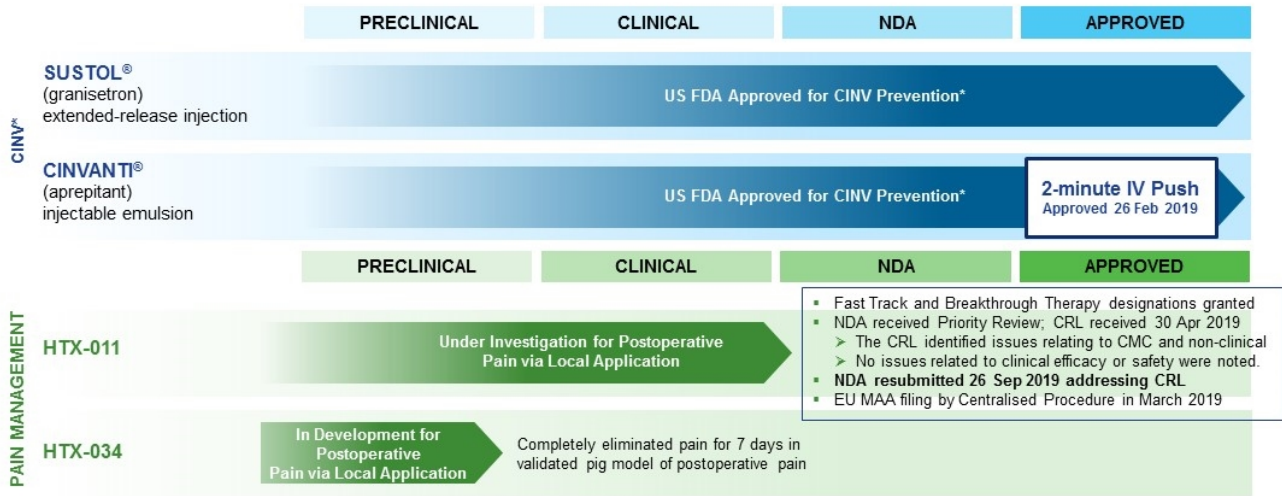 PRECLINICAL CLINICAL NDA APPROVED
CINV*
SUSTOL®
(granisetron)
extended-release injection
US FDA Approved for CINV Prevention*
CINVANTI®
(aprepitant)
injectable emulsion
US FDA Approved for CINV Prevention*
2-minute IV Push
Approved 26 Feb 2019
PRECLINICAL CLINICAL NDA APPROVED
PAIN MANAGEMENT
HTX-011
Under Investigation for Postoperative
Pain via Local Application
▪ Fast Track and Breakthrough Therapy designations granted
▪ NDA received Priority Review; CRL received 30 Apr 2019
➢ The CRL identified issues relating to CMC and non-clinical
➢ No issues related to clinical efficacy or safety were noted.
▪ NDA resubmitted 26 Sep 2019 addressing CRL
▪ EU MAA filing by Centralised Procedure in March 2019
HTX-034
In Development for
Postoperative
Pain via Local Application
Completely eliminated pain for 7 days in
validated pig model of postoperative pain